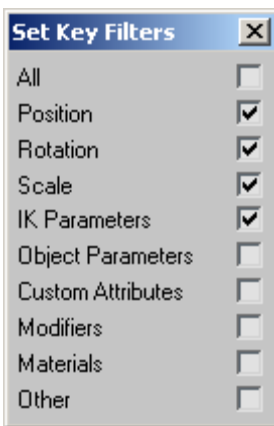 Set Key Filters
All
Position
Rotation
Scale
IK Parameters
Object Parameters
Custom Attributes
Modifiers
Materials
Other